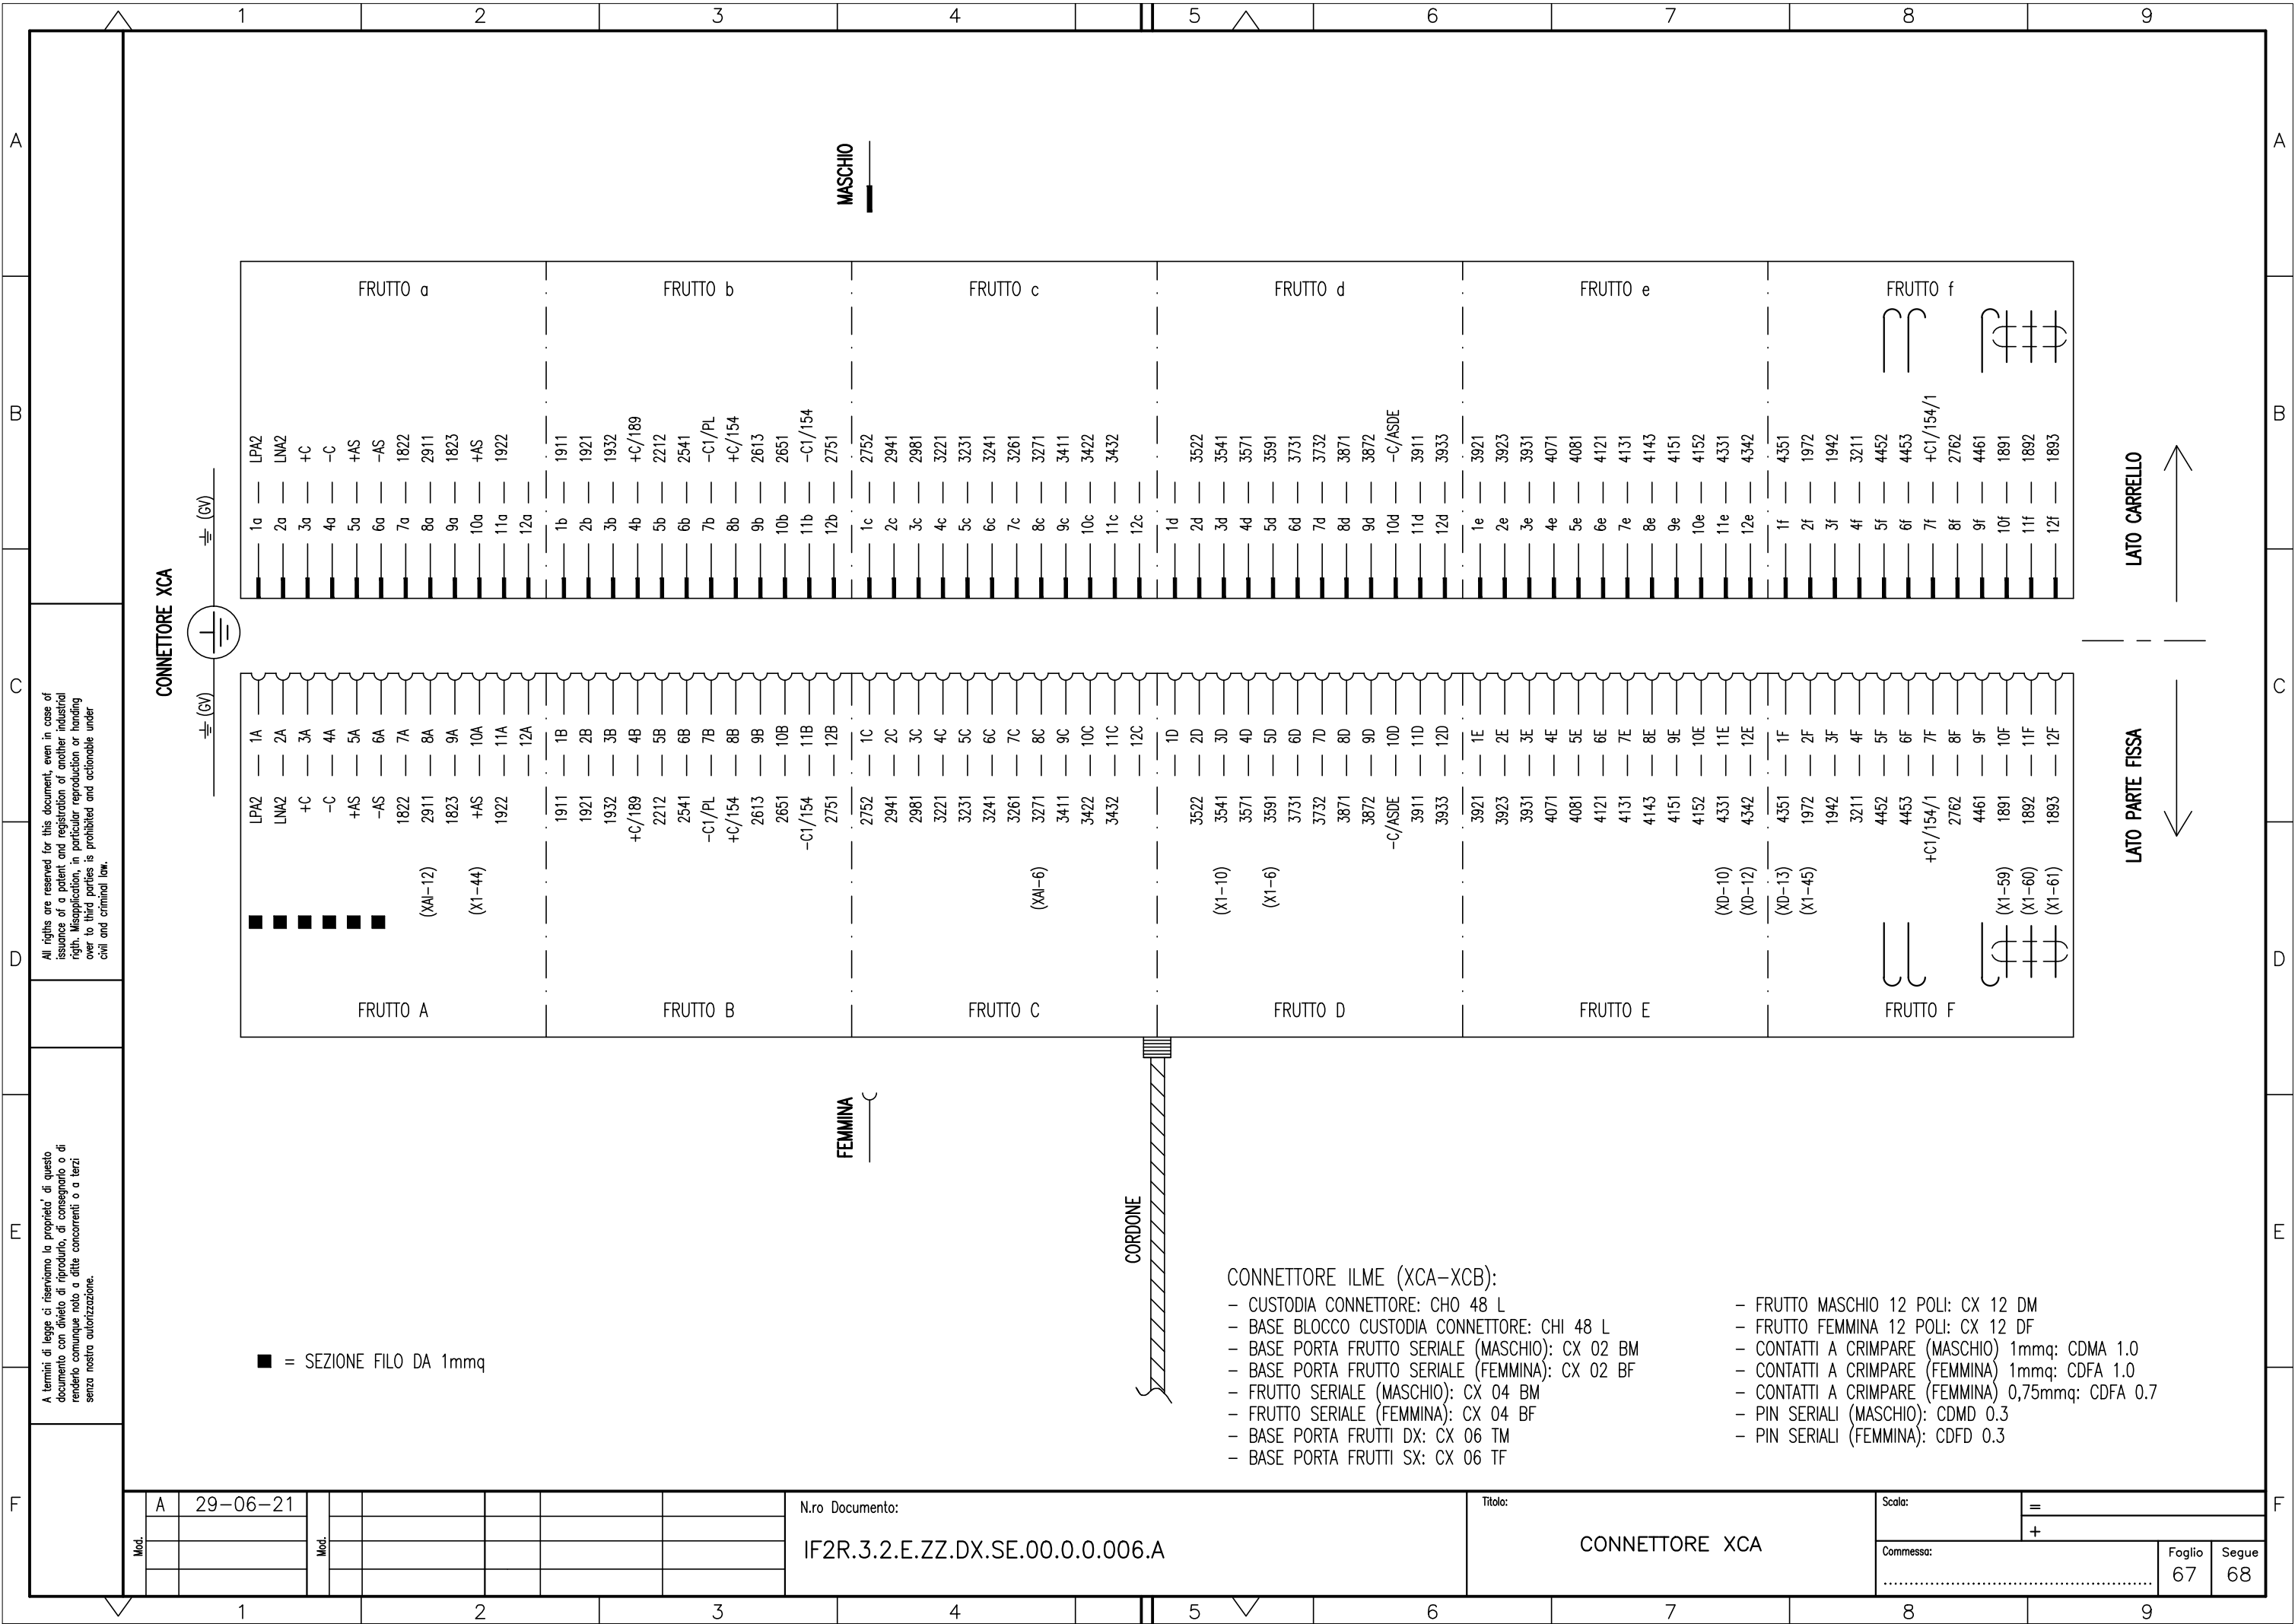 1 2 3 4 5 6 7 8 9
A
B
C
D
E
F
MASCHIO
CONNETTORE XCA
(GV)
FRUTTO a
FRUTTO b
FRUTTO c
FRUTTO d
FRUTTO e
FRUTTO f
LPA2 LNA2 +C -C +AS -AS 1822 2911 1823 +AS 1922
1911 1921 1932 +C/189 2212 2541 -C1/PL +C/154 2613 2651 -C1/154 2751
2752 2941 2981 3221 3231 3241 3261 3271 3411 3422 3432
3522 3541 3571 3591 3731 3732 3871 3872 -C/ASDE 3911 3933
3921 3923 3931 4071 4081 4121 4131 4143 4151 4152 4331 4342
4351 1972 1942 3211 4452 4453 +C1/154/1 2762 4461 1891 1892 1893
1a 2a 3a 4a 5a 6a 7a 8a 9a 10a 11a 12a
1b 2b 3b 4b 5b 6b 7b 8b 9b 10b 11b 12b
1c 2c 3c 4c 5c 6c 7c 8c 9c 10c 11c 12c
1d 2d 3d 4d 5d 6d 7d 8d 9d 10d 11d 12d
1e 2e 3e 4e 5e 6e 7e 8e 9e 10e 11e 12e
1f 2f 3f 4f 5f 6f 7f 8f 9f 10f 11f 12f
LATO CARRELLO
(GV)
1A 2A 3A 4A 5A 6A 7A 8A 9A 10A 11A 12A
1B 2B 3B 4B 5B 6B 7B 8B 9B 10B 11B 12B
1C 2C 3C 4C 5C 6C 7C 8C 9C 10C 11C 12C
1D 2D 3D 4D 5D 6D 7D 8D 9D 10D 11D 12D
1E 2E 3E 4E 5E 6E 7E 8E 9E 10E 11E 12E
1F 2F 3F 4F 5F 6F 7F 8F 9F 10F 11F 12F
LPA2 LNA2 +C -C +AS -AS 1822 2911 1823 +AS 1922
1911 1921 1932 +C/189 2212 2541 -C1/PL +C/154 2613 2651 -C1/154 2751
2752 2941 2981 3221 3231 3241 3261 3271 3411 3422 3432
3522 3541 3571 3591 3731 3732 3871 3872 -C/ASDE 3911 3933
3921 3923 3931 4071 4081 4121 4131 4143 4151 4152 4331 4342
4351 1972 1942 3211 4452 4453 +C1/154/1 2762 4461 1891 1892 1893
(XAI-12) (X1-44) (XAI-6) (X1-10) (X1-6) (XD-10) (XD-12) (XD-13) (X1-45) (X1-59) (X1-60) (X1-61)
FRUTTO A
FRUTTO B
FRUTTO C
FRUTTO D
FRUTTO E
FRUTTO F
LATO PARTE FISSA
FEMMINA
CORDONE
■ = SEZIONE FILO DA 1mmq
CONNETTORE ILME (XCA-XCB):
- CUSTODIA CONNETTORE: CHO 48 L
- BASE BLOCCO CUSTODIA CONNETTORE: CHI 48 L
- BASE PORTA FRUTTO SERIALE (MASCHIO): CX 02 BM
- BASE PORTA FRUTTO SERIALE (FEMMINA): CX 02 BF
- FRUTTO SERIALE (MASCHIO): CX 04 BM
- FRUTTO SERIALE (FEMMINA): CX 04 BF
- BASE PORTA FRUTTI DX: CX 06 TM
- BASE PORTA FRUTTI SX: CX 06 TF
- FRUTTO MASCHIO 12 POLI: CX 12 DM
- FRUTTO FEMMINA 12 POLI: CX 12 DF
- CONTATTI A CRIMPARE (MASCHIO) 1mmq: CDMA 1.0
- CONTATTI A CRIMPARE (FEMMINA) 1mmq: CDFA 1.0
- CONTATTI A CRIMPARE (FEMMINA) 0,75mmq: CDFA 0.7
- PIN SERIALI (MASCHIO): CDMD 0.3
- PIN SERIALI (FEMMINA): CDFD 0.3
All rigths are reserved for this document, even in case of
issuance of a patent and registration of another industrial
rigth. Misapplication, in particular reproduction or handing
over to third parties is prohibited and actionable under
civil and criminal law.
A termini di legge ci riserviamo la proprieta' di questo
documento con divieto di riprodurlo, di consegnarlo o di
renderlo comunque noto a ditte concorrenti o a terzi
senza nostra autorizzazione.
Mod.
A 29-06-21
Mod.
N.ro Documento:
IF2R.3.2.E.ZZ.DX.SE.00.0.0.006.A
Titolo:
CONNETTORE XCA
Scala:
=
+
Commessa:
Foglio
67
Segue
68
A
B
C
D
E
F
1 2 3 4 5 6 7 8 9